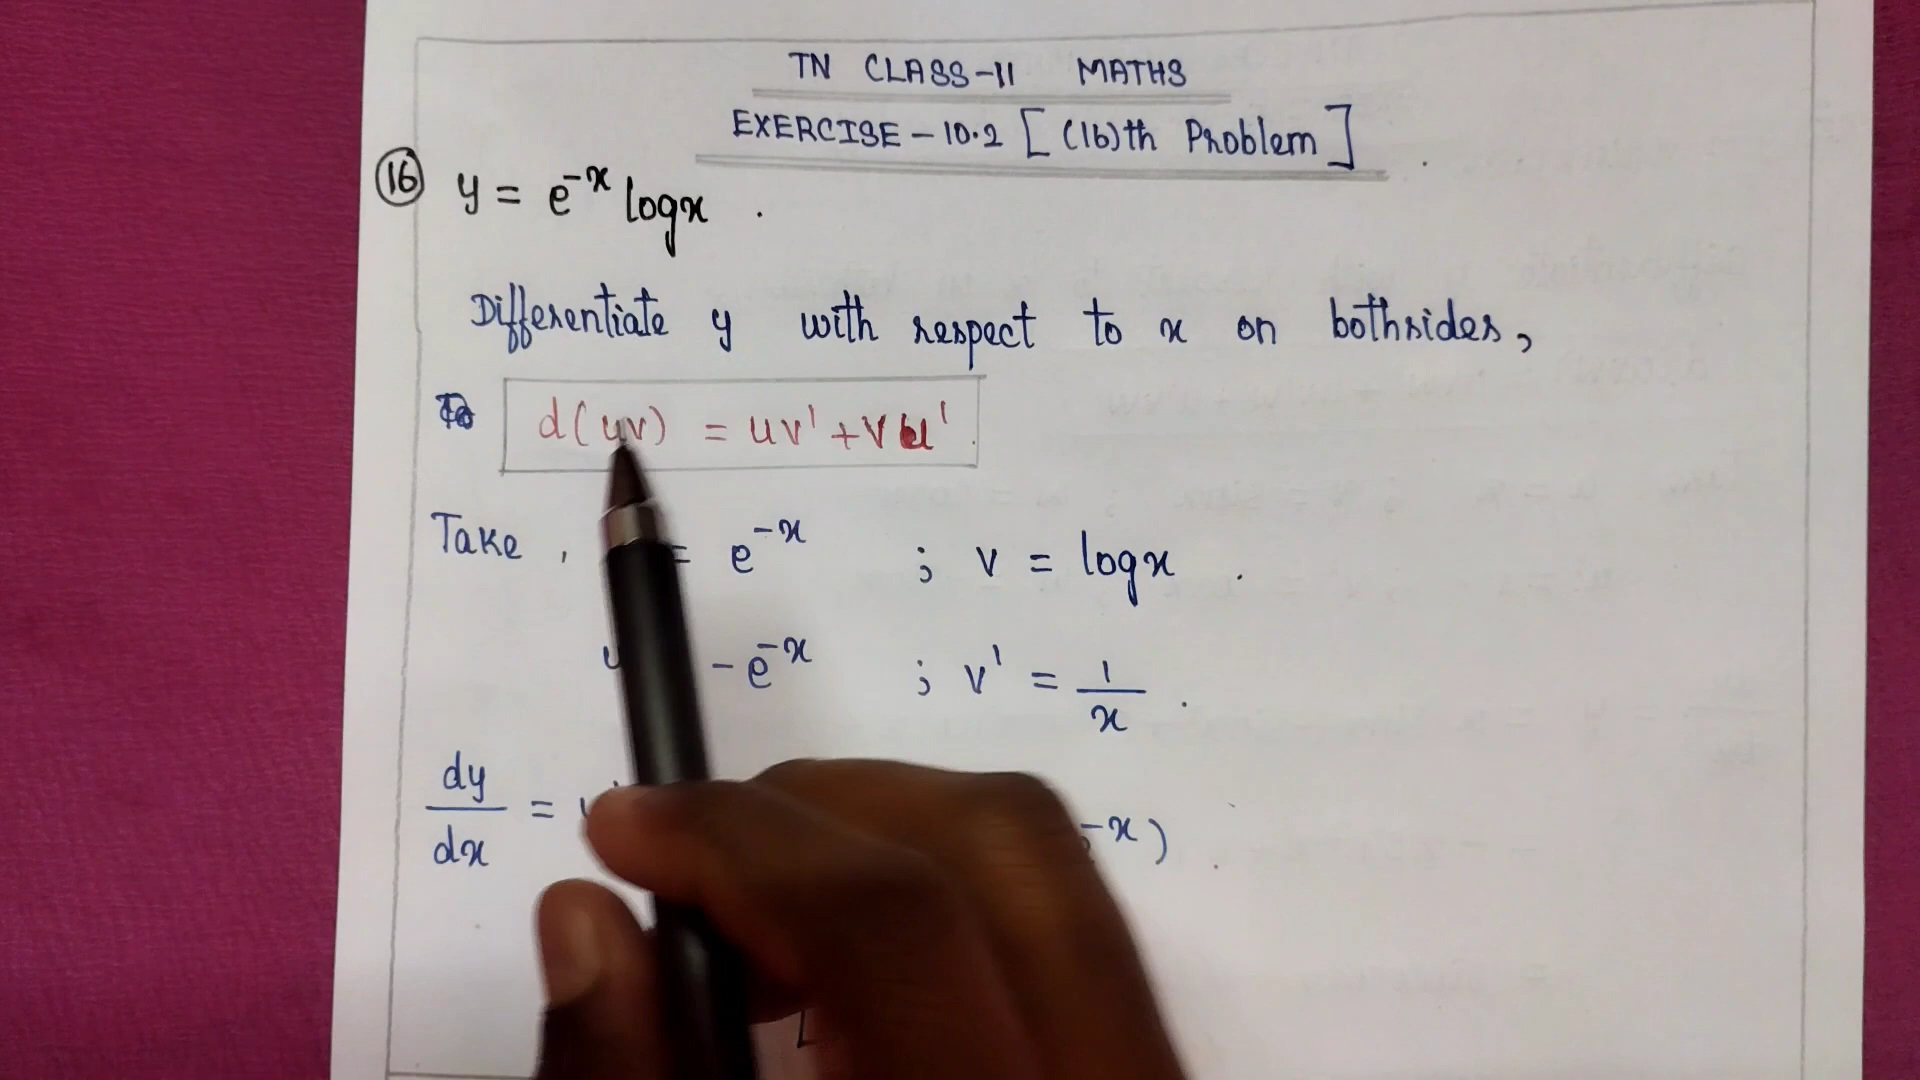 TN CLASS-11 MATHS
EXERCISE-10.2 [(16)th Problem]
(16) y = e^-x logx.
Differentiate y with respect to x on bothsides,
d(uv) = uv' + vu'.
Take, = e^-x ; v = logx.
-e^-x ; v' = 1/x.
dy/dx = -x).